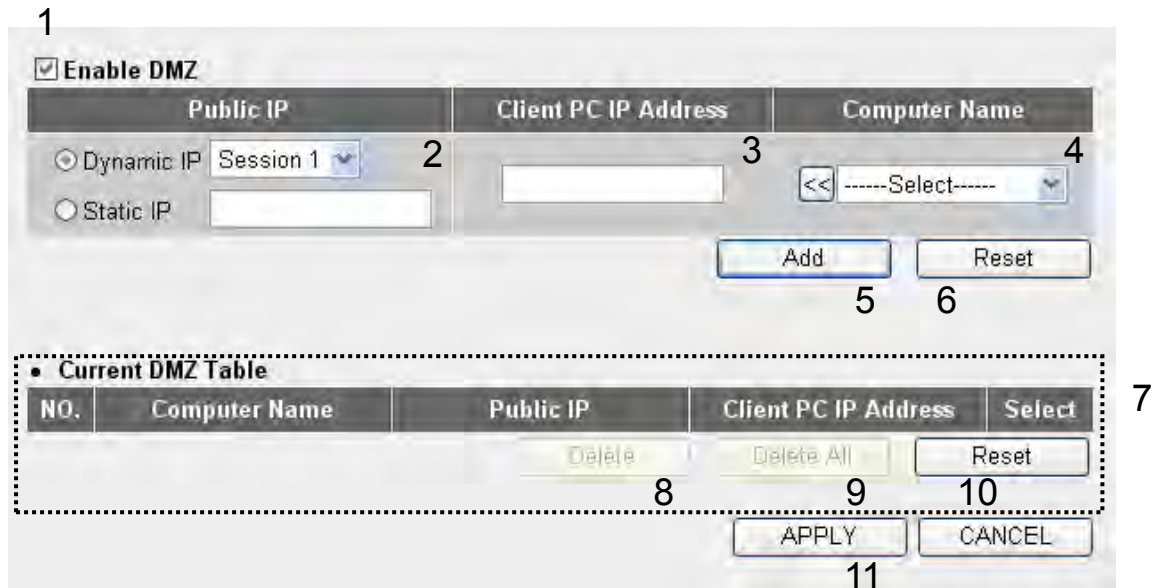 1
Enable DMZ
Public IP Client PC IP Address Computer Name
Dynamic IP Session 1 2 3 4
<< ------Select------
Static IP
Add Reset
5 6
• Current DMZ Table
NO. Computer Name Public IP Client PC IP Address Select
7
Delete Delete All Reset
8 9 10
APPLY CANCEL
11